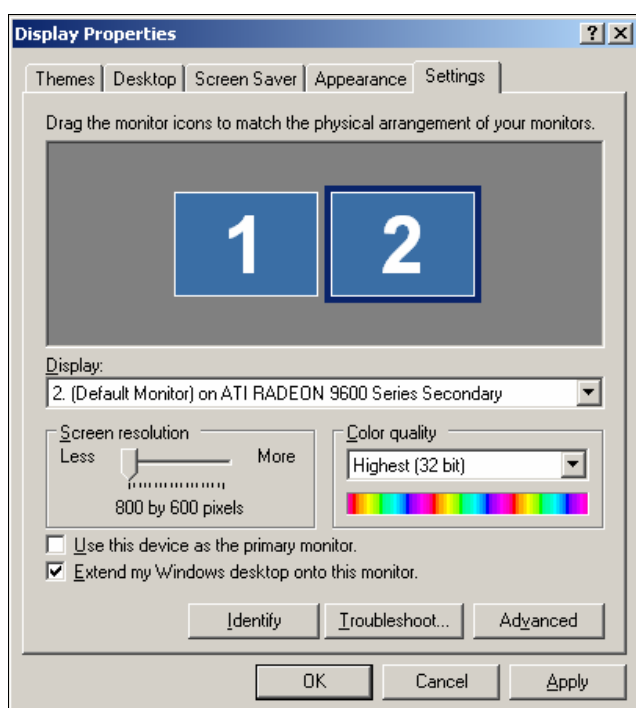 Display Properties
Themes Desktop Screen Saver Appearance Settings
Drag the monitor icons to match the physical arrangement of your monitors.
1 2
Display:
2. (Default Monitor) on ATI RADEON 9600 Series Secondary
Screen resolution Color quality
Less More Highest (32 bit)
800 by 600 pixels
Use this device as the primary monitor.
Extend my Windows desktop onto this monitor.
Identify Troubleshoot... Advanced
OK Cancel Apply